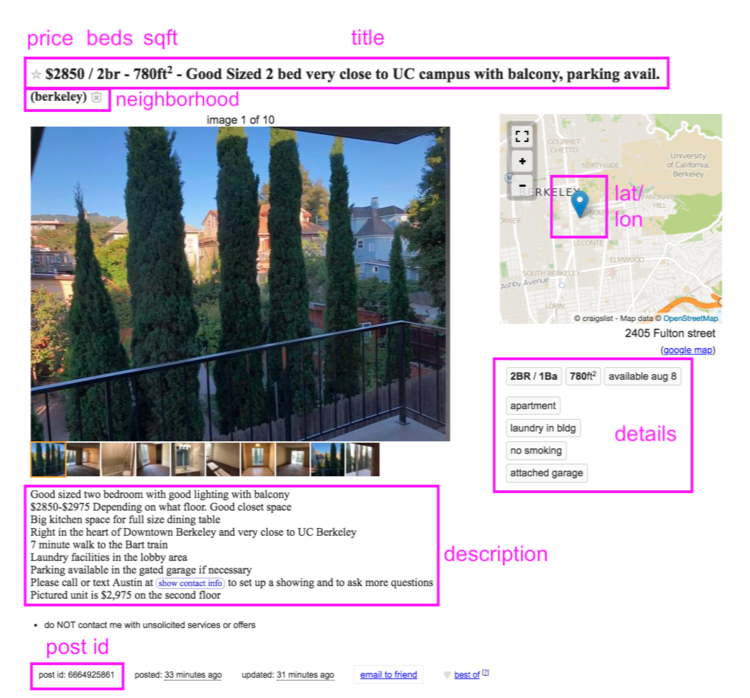 price beds sqft title
☆ $2850 / 2br - 780ft² - Good Sized 2 bed very close to UC campus with balcony, parking avail.
(berkeley) neighborhood
image 1 of 10
GOURMET
GHETTO
NORTHSIDE
University
of California,
Berkeley
+
−
BERKELEY
lat/
lon
HILL
LECONTE
ELMWOOD
SOUTH BERKELEY
Ashby Avenue
LORIN
© craigslist - Map data © OpenStreetMap
2405 Fulton street
(google map)
2BR / 1Ba 780ft² available aug 8
apartment
laundry in bldg
no smoking
attached garage
details
Good sized two bedroom with good lighting with balcony
$2850-$2975 Depending on what floor. Good closet space
Big kitchen space for full size dining table
Right in the heart of Downtown Berkeley and very close to UC Berkeley
7 minute walk to the Bart train
Laundry facilities in the lobby area
Parking available in the gated garage if necessary
Please call or text Austin at (show contact info) to set up a showing and to ask more questions
Pictured unit is $2,975 on the second floor
description
• do NOT contact me with unsolicited services or offers
post id
post id: 6664925861 posted: 33 minutes ago updated: 31 minutes ago email to friend ♥ best of [?]